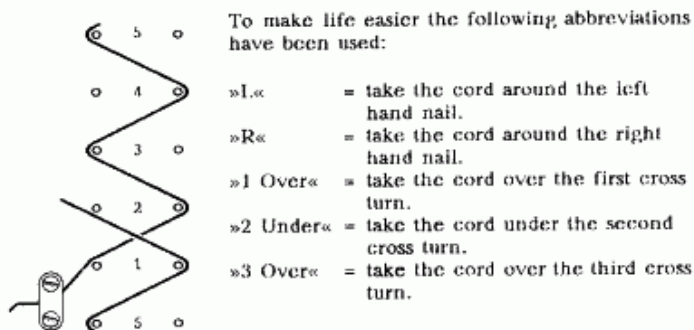 To make life easier the following abbreviations
have been used:
»L« = take the cord around the left
hand nail.
»R« = take the cord around the right
hand nail.
»1 Over« = take the cord over the first cross
turn.
»2 Under« = take the cord under the second
cross turn.
»3 Over« = take the cord over the third cross
turn.
5
4
3
2
1
5